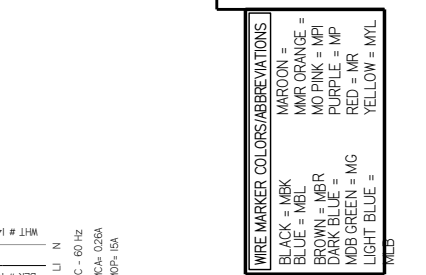 WHT # 14
LI N
C - 60 Hz
MCA= 0.26A
MOP= 15A
WIRE MARKER COLORS/ABBREVIATIONS
BLACK = MBK MAROON =
BLUE = MBL MMR ORANGE =
BROWN = MBR MO PINK = MPI
DARK BLUE = PURPLE = MP
MDB GREEN = MG RED = MR
LIGHT BLUE = YELLOW = MYL
MLB